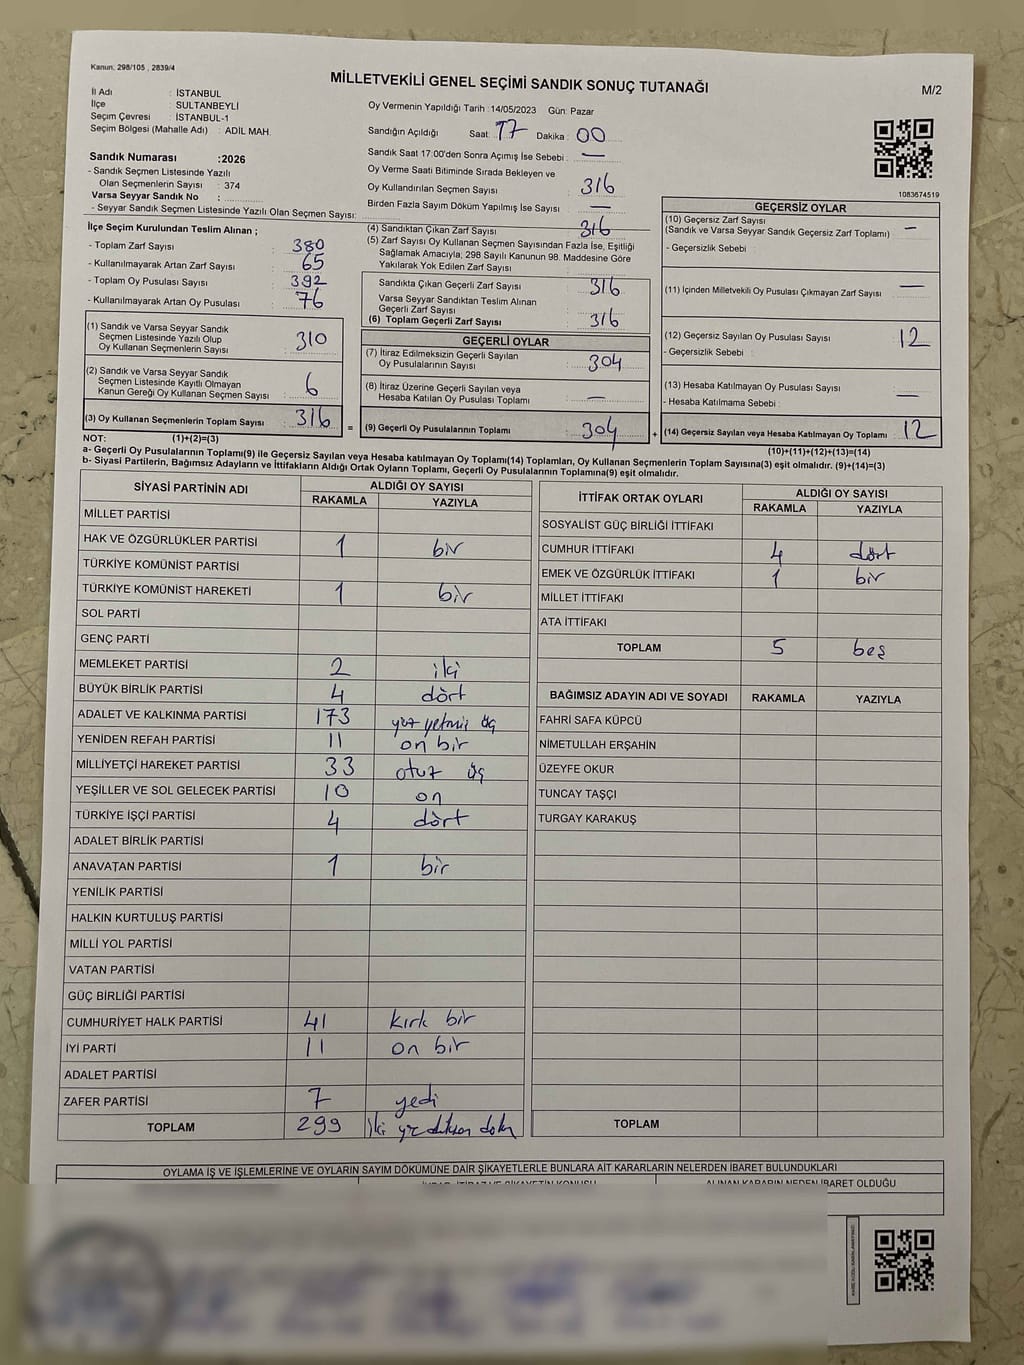 Kanun: 298/105 , 2839/4
MİLLETVEKİLİ GENEL SEÇİMİ SANDIK SONUÇ TUTANAĞI
M/2
İl Adı : İSTANBUL
İlçe : SULTANBEYLİ
Seçim Çevresi : İSTANBUL-1
Seçim Bölgesi (Mahalle Adı) : ADİL MAH.
Sandık Numarası :2026
- Sandık Seçmen Listesinde Yazılı
Olan Seçmenlerin Sayısı : 374
Varsa Seyyar Sandık No :
- Seyyar Sandık Seçmen Listesinde Yazılı Olan Seçmen Sayısı:
Oy Vermenin Yapıldığı Tarih :14/05/2023 Gün: Pazar
Sandığın Açıldığı Saat: 17 Dakika : 00
Sandık Saat 17:00'den Sonra Açımış İse Sebebi : —
Oy Verme Saati Bitiminde Sırada Bekleyen ve
Oy Kullandırılan Seçmen Sayısı : 316
Birden Fazla Sayım Döküm Yapılmış İse Sayısı : —
1083674519
İlçe Seçim Kurulundan Teslim Alınan ;
- Toplam Zarf Sayısı : 380
- Kullanılmayarak Artan Zarf Sayısı : 65
- Toplam Oy Pusulası Sayısı : 392
- Kullanılmayarak Artan Oy Pusulası : 76
(1) Sandık ve Varsa Seyyar Sandık
Seçmen Listesinde Yazılı Olup
Oy Kullanan Seçmenlerin Sayısı : 310
(2) Sandık ve Varsa Seyyar Sandık
Seçmen Listesinde Kayıtlı Olmayan
Kanun Gereği Oy Kullanan Seçmen Sayısı : 6
(3) Oy Kullanan Seçmenlerin Toplam Sayısı : 316
(4) Sandıktan Çıkan Zarf Sayısı : 316
(5) Zarf Sayısı Oy Kullanan Seçmen Sayısından Fazla İse, Eşitliği
Sağlamak Amacıyla, 298 Sayılı Kanunun 98. Maddesine Göre
Yakılarak Yok Edilen Zarf Sayısı :
Sandıkta Çıkan Geçerli Zarf Sayısı : 316
Varsa Seyyar Sandıktan Teslim Alınan
Geçerli Zarf Sayısı :
(6) Toplam Geçerli Zarf Sayısı : 316
GEÇERLİ OYLAR
(7) İtiraz Edilmeksizin Geçerli Sayılan
Oy Pusulalarının Sayısı : 304
(8) İtiraz Üzerine Geçerli Sayılan veya
Hesaba Katılan Oy Pusulası Toplamı : —
= (9) Geçerli Oy Pusulalarının Toplamı : 304
GEÇERSİZ OYLAR
(10) Geçersiz Zarf Sayısı
(Sandık ve Varsa Seyyar Sandık Geçersiz Zarf Toplamı) : —
- Geçersizlik Sebebi :
(11) İçinden Milletvekili Oy Pusulası Çıkmayan Zarf Sayısı : —
(12) Geçersiz Sayılan Oy Pusulası Sayısı : 12
- Geçersizlik Sebebi :
(13) Hesaba Katılmayan Oy Pusulası Sayısı : —
- Hesaba Katılmama Sebebi :
+ (14) Geçersiz Sayılan veya Hesaba Katılmayan Oy Toplamı : 12
NOT: (1)+(2)=(3) (10)+(11)+(12)+(13)=(14)
a- Geçerli Oy Pusulalarının Toplamı(9) ile Geçersiz Sayılan veya Hesaba Katılmayan Oy Toplamı(14) Toplamları, Oy Kullanan Seçmenlerin Toplam Sayısına(3) eşit olmalıdır. (9)+(14)=(3)
b- Siyasi Partilerin, Bağımsız Adayların ve İttifakların Aldığı Ortak Oyların Toplamı, Geçerli Oy Pusulalarının Toplamına(9) eşit olmalıdır.
SİYASİ PARTİNİN ADI ALDIĞI OY SAYISI
RAKAMLA YAZIYLA
MİLLET PARTİSİ
HAK VE ÖZGÜRLÜKLER PARTİSİ 1 bir
TÜRKİYE KOMÜNİST PARTİSİ
TÜRKİYE KOMÜNİST HAREKETİ 1 bir
SOL PARTİ
GENÇ PARTİ
MEMLEKET PARTİSİ 2 iki
BÜYÜK BİRLİK PARTİSİ 4 dört
ADALET VE KALKINMA PARTİSİ 173 yüz yetmiş üç
YENİDEN REFAH PARTİSİ 11 on bir
MİLLİYETÇİ HAREKET PARTİSİ 33 otuz üç
YEŞİLLER VE SOL GELECEK PARTİSİ 10 on
TÜRKİYE İŞÇİ PARTİSİ 4 dört
ADALET BİRLİK PARTİSİ
ANAVATAN PARTİSİ 1 bir
YENİLİK PARTİSİ
HALKIN KURTULUŞ PARTİSİ
MİLLİ YOL PARTİSİ
VATAN PARTİSİ
GÜÇ BİRLİĞİ PARTİSİ
CUMHURİYET HALK PARTİSİ 41 kırk bir
İYİ PARTİ 11 on bir
ADALET PARTİSİ
ZAFER PARTİSİ 7 yedi
TOPLAM 299 iki yüz doksan dokuz
İTTİFAK ORTAK OYLARI ALDIĞI OY SAYISI
RAKAMLA YAZIYLA
SOSYALİST GÜÇ BİRLİĞİ İTTİFAKI
CUMHUR İTTİFAKI 4 dört
EMEK VE ÖZGÜRLÜK İTTİFAKI 1 bir
MİLLET İTTİFAKI
ATA İTTİFAKI
TOPLAM 5 beş
BAĞIMSIZ ADAYIN ADI VE SOYADI RAKAMLA YAZIYLA
FAHRİ SAFA KÜPCÜ
NİMETULLAH ERŞAHİN
ÜZEYFE OKUR
TUNCAY TAŞÇI
TURGAY KARAKUŞ
TOPLAM
OYLAMA İŞ VE İŞLEMLERİNE VE OYLARIN SAYIM DÖKÜMÜNE DAİR ŞİKAYETLERLE BUNLARA AİT KARARLARIN NELERDEN İBARET BULUNDUKLARI
ALINAN KARARIN NEDEN İBARET OLDUĞU